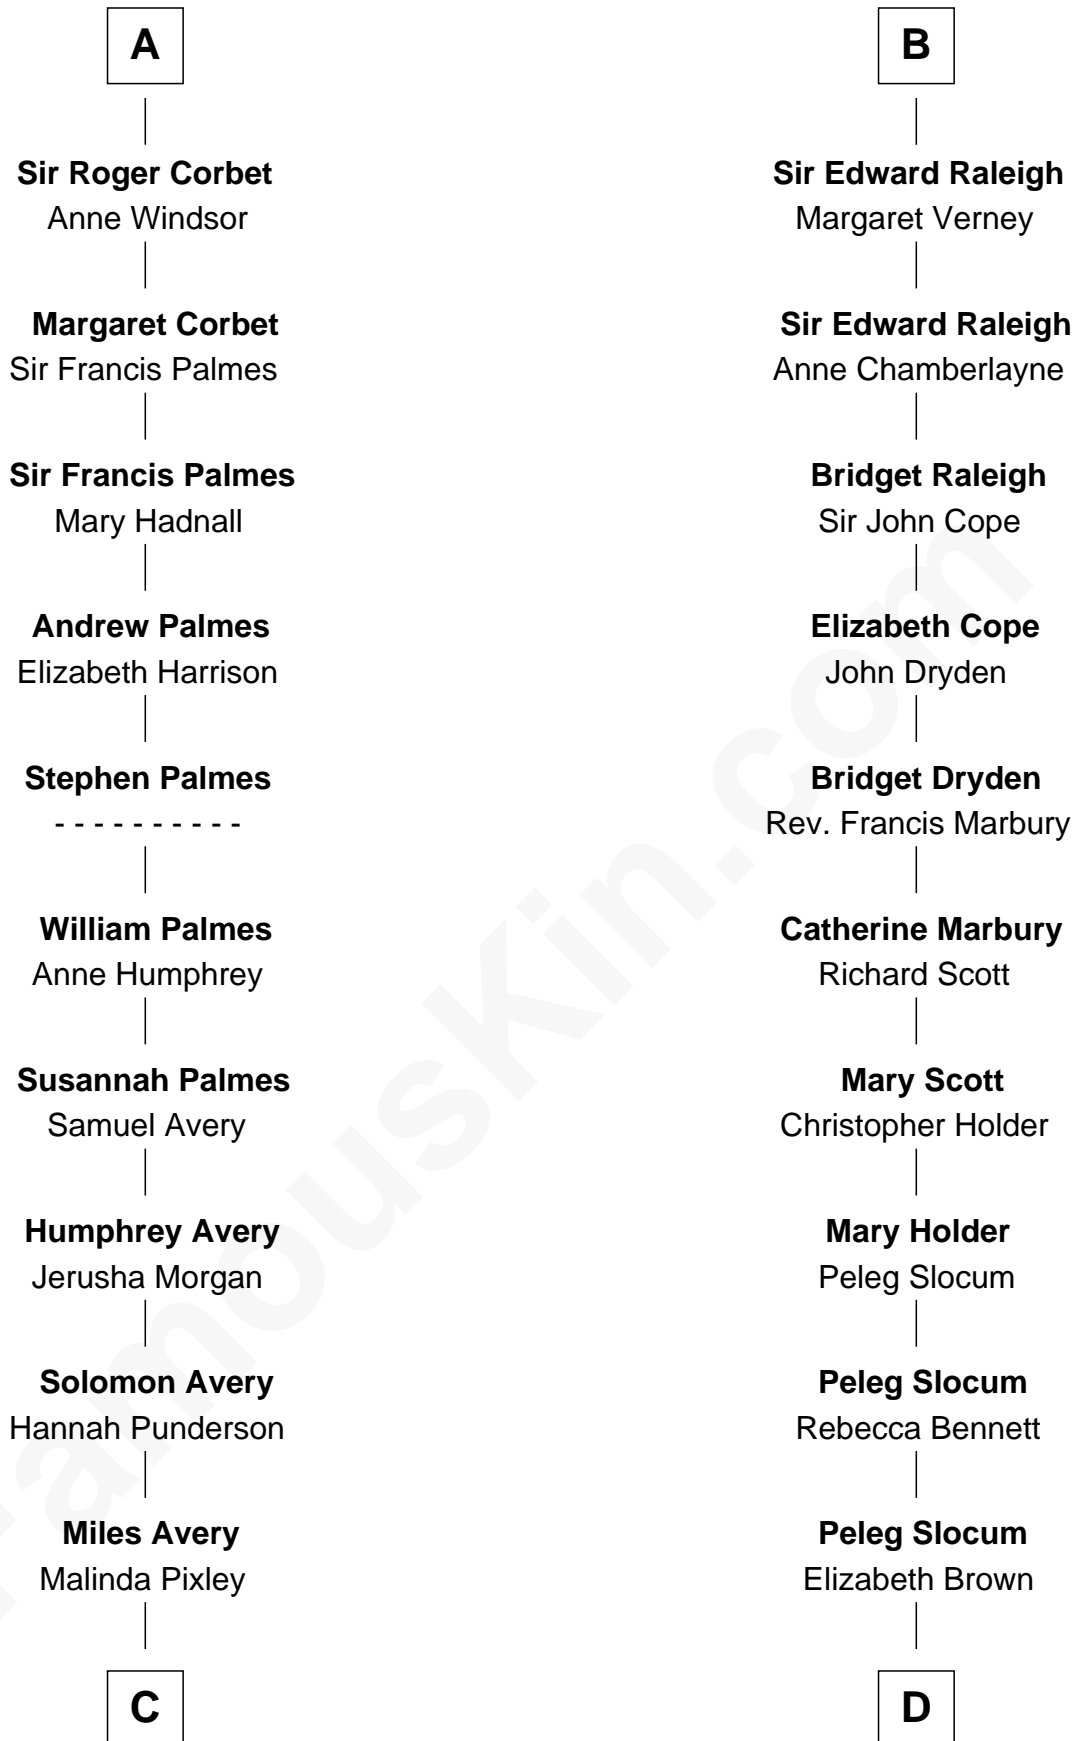 A
Sir Roger Corbet
Anne Windsor
Margaret Corbet
Sir Francis Palmes
Sir Francis Palmes
Mary Hadnall
Andrew Palmes
Elizabeth Harrison
Stephen Palmes
- - - - - - - - - -
William Palmes
Anne Humphrey
Susannah Palmes
Samuel Avery
Humphrey Avery
Jerusha Morgan
Solomon Avery
Hannah Punderson
Miles Avery
Malinda Pixley
C
B
Sir Edward Raleigh
Margaret Verney
Sir Edward Raleigh
Anne Chamberlayne
Bridget Raleigh
Sir John Cope
Elizabeth Cope
John Dryden
Bridget Dryden
Rev. Francis Marbury
Catherine Marbury
Richard Scott
Mary Scott
Christopher Holder
Mary Holder
Peleg Slocum
Peleg Slocum
Rebecca Bennett
Peleg Slocum
Elizabeth Brown
D
FamousKin.com